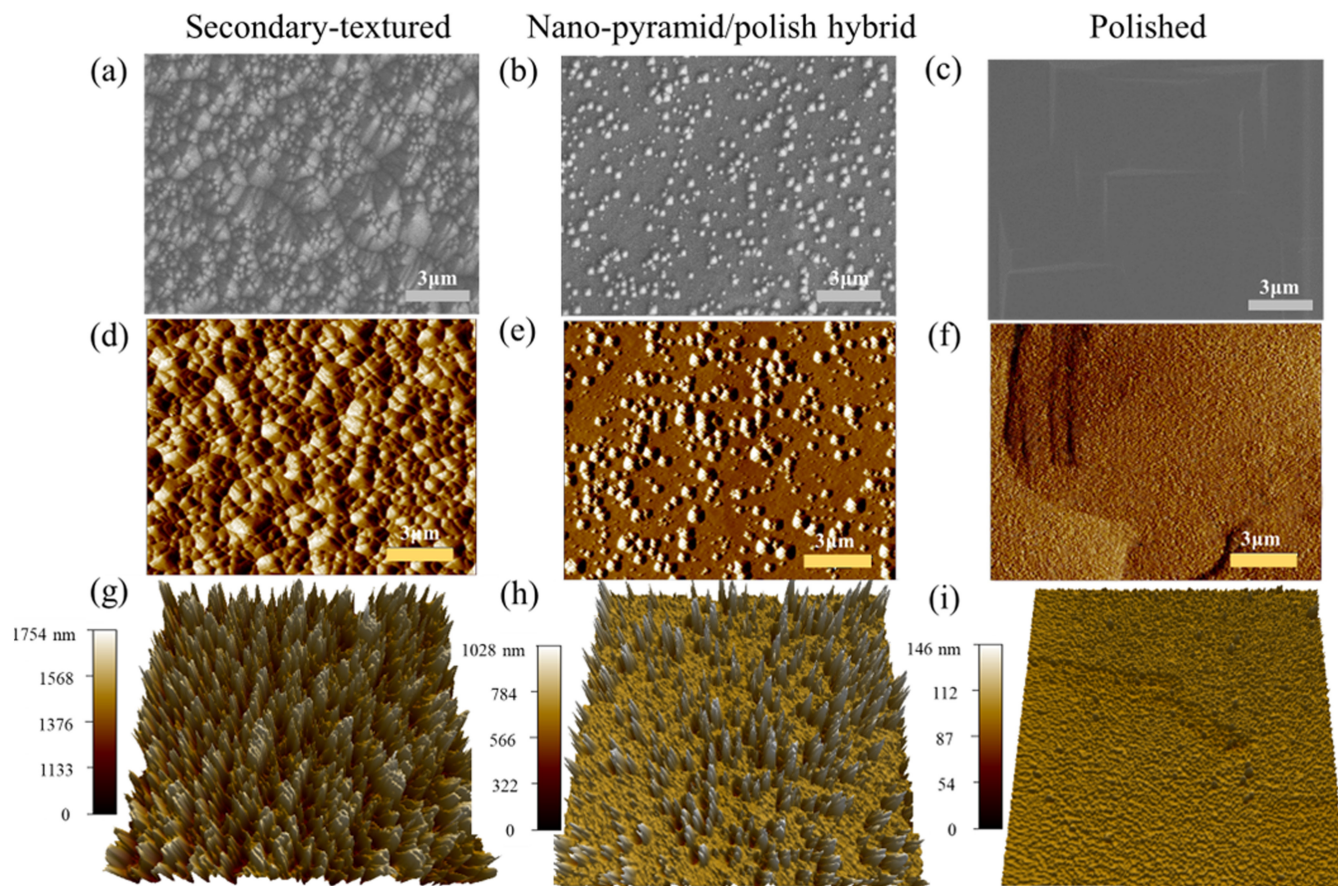 Secondary-textured
Nano-pyramid/polish hybrid
Polished
(a)
3μm
(b)
3μm
(c)
3μm
(d)
3μm
(e)
3μm
(f)
3μm
(g)
1754 nm
1568
1376
1133
0
(h)
1028 nm
784
566
322
0
(i)
146 nm
112
87
54
0